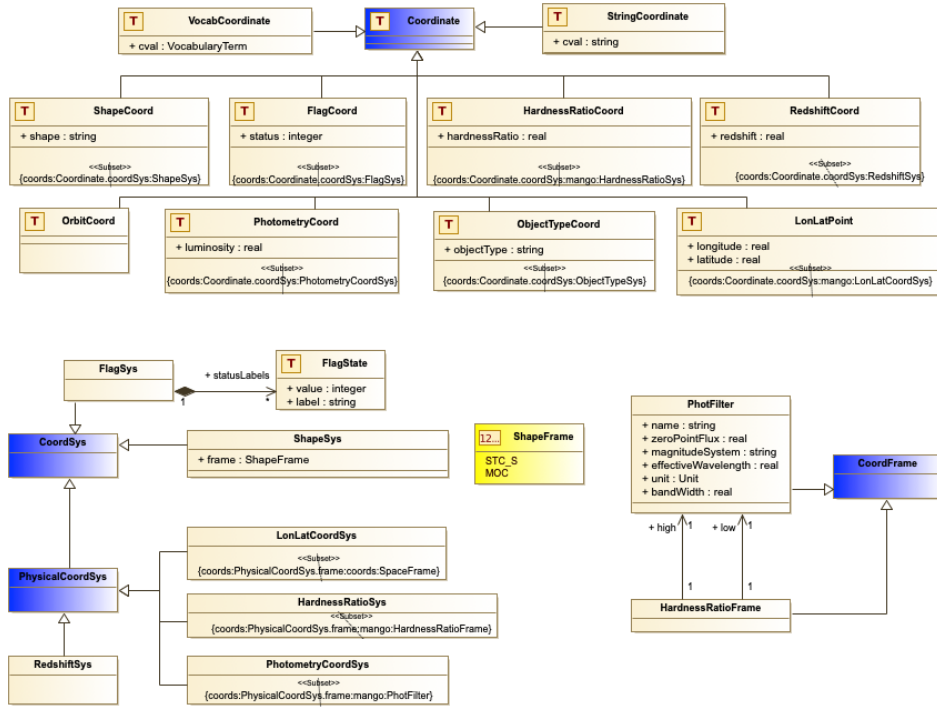 T VocabCoordinate
+ cval : VocabularyTerm
T Coordinate
T StringCoordinate
+ cval : string
T ShapeCoord
+ shape : string
<<Subset>>
{coords:Coordinate.coordSys:ShapeSys}
T FlagCoord
+ status : integer
<<Subset>>
{coords:Coordinate.coordSys:FlagSys}
T HardnessRatioCoord
+ hardnessRatio : real
<<Subset>>
{coords:Coordinate.coordSys:mango:HardnessRatioSys}
T RedshiftCoord
+ redshift : real
<<Subset>>
{coords:Coordinate.coordSys:RedshiftSys}
T OrbitCoord
T PhotometryCoord
+ luminosity : real
<<Subset>>
{coords:Coordinate.coordSys:PhotometryCoordSys}
T ObjectTypeCoord
+ objectType : string
<<Subset>>
{coords:Coordinate.coordSys:ObjectTypeSys}
T LonLatPoint
+ longitude : real
+ latitude : real
<<Subset>>
{coords:Coordinate.coordSys:mango:LonLatCoordSys}
FlagSys
+ statusLabels
1
*
T FlagState
+ value : integer
+ label : string
CoordSys
ShapeSys
+ frame : ShapeFrame
12... ShapeFrame
STC_S
MOC
PhotFilter
+ name : string
+ zeroPointFlux : real
+ magnitudeSystem : string
+ effectiveWavelength : real
+ unit : Unit
+ bandWidth : real
CoordFrame
+ high
1
+ low
1
1
1
HardnessRatioFrame
LonLatCoordSys
<<Subset>>
{coords:PhysicalCoordSys.frame:coords:SpaceFrame}
PhysicalCoordSys
HardnessRatioSys
<<Subset>>
{coords:PhysicalCoordSys.frame:mango:HardnessRatioFrame}
RedshiftSys
PhotometryCoordSys
<<Subset>>
{coords:PhysicalCoordSys.frame:mango:PhotFilter}